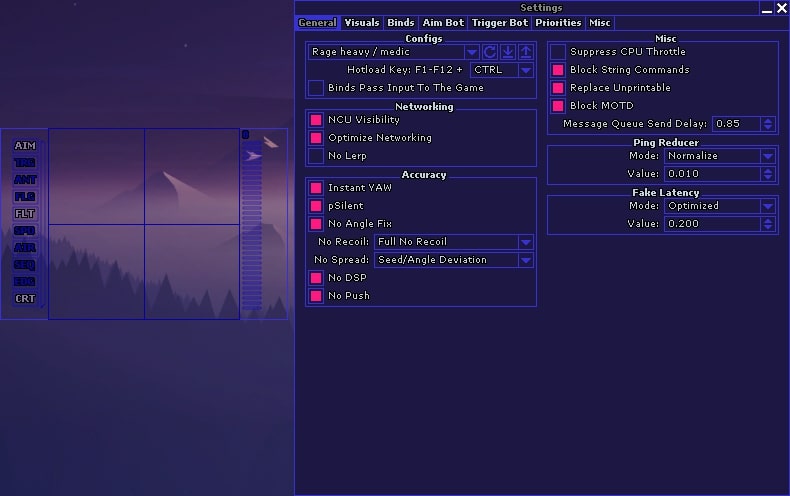 Settings
General Visuals Binds Aim Bot Trigger Bot Priorities Misc
Configs
Rage heavy / medic
Hotload Key: F1-F12 + CTRL
Binds Pass Input To The Game
Networking
NCU Visibility
Optimize Networking
No Lerp
Accuracy
Instant YAW
pSilent
No Angle Fix
No Recoil: Full No Recoil
No Spread: Seed/Angle Deviation
No DSP
No Push
Misc
Suppress CPU Throttle
Block String Commands
Replace Unprintable
Block MOTD
Message Queue Send Delay: 0.85
Ping Reducer
Mode: Normalize
Value: 0.010
Fake Latency
Mode: Optimized
Value: 0.200
AIM
TRG
ANT
FLG
FLT
SPD
AIR
SEQ
EDG
CRT